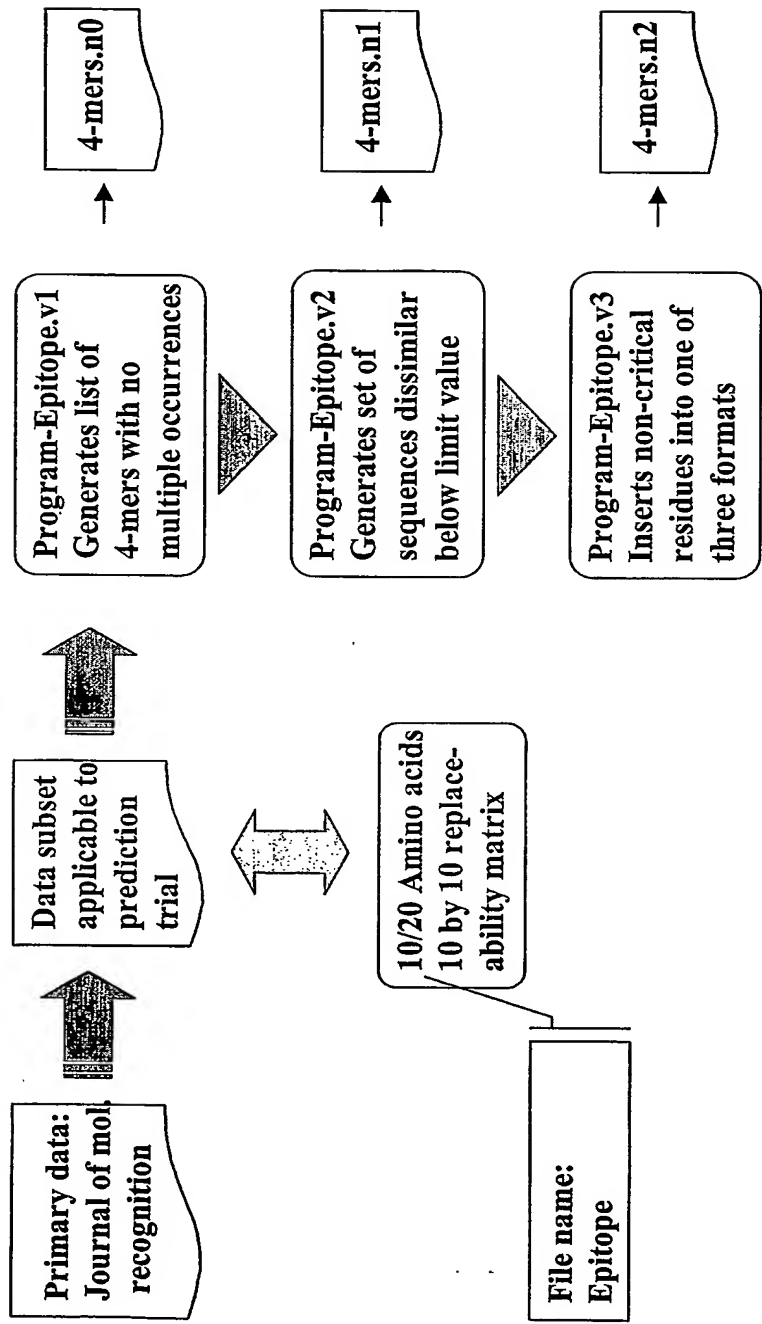 Primary data:
Journal of mol.
recognition
Data subset
applicable to
prediction
trial
10/20 Amino acids
10 by 10 replace-
ability matrix
File name:
Epitope
Program-Epitope.v1
Generates list of
4-mers with no
multiple occurrences
4-mers.n0
Program-Epitope.v2
Generates set of
sequences dissimilar
below limit value
4-mers.n1
Program-Epitope.v3
Inserts non-critical
residues into one of
three formats
4-mers.n2